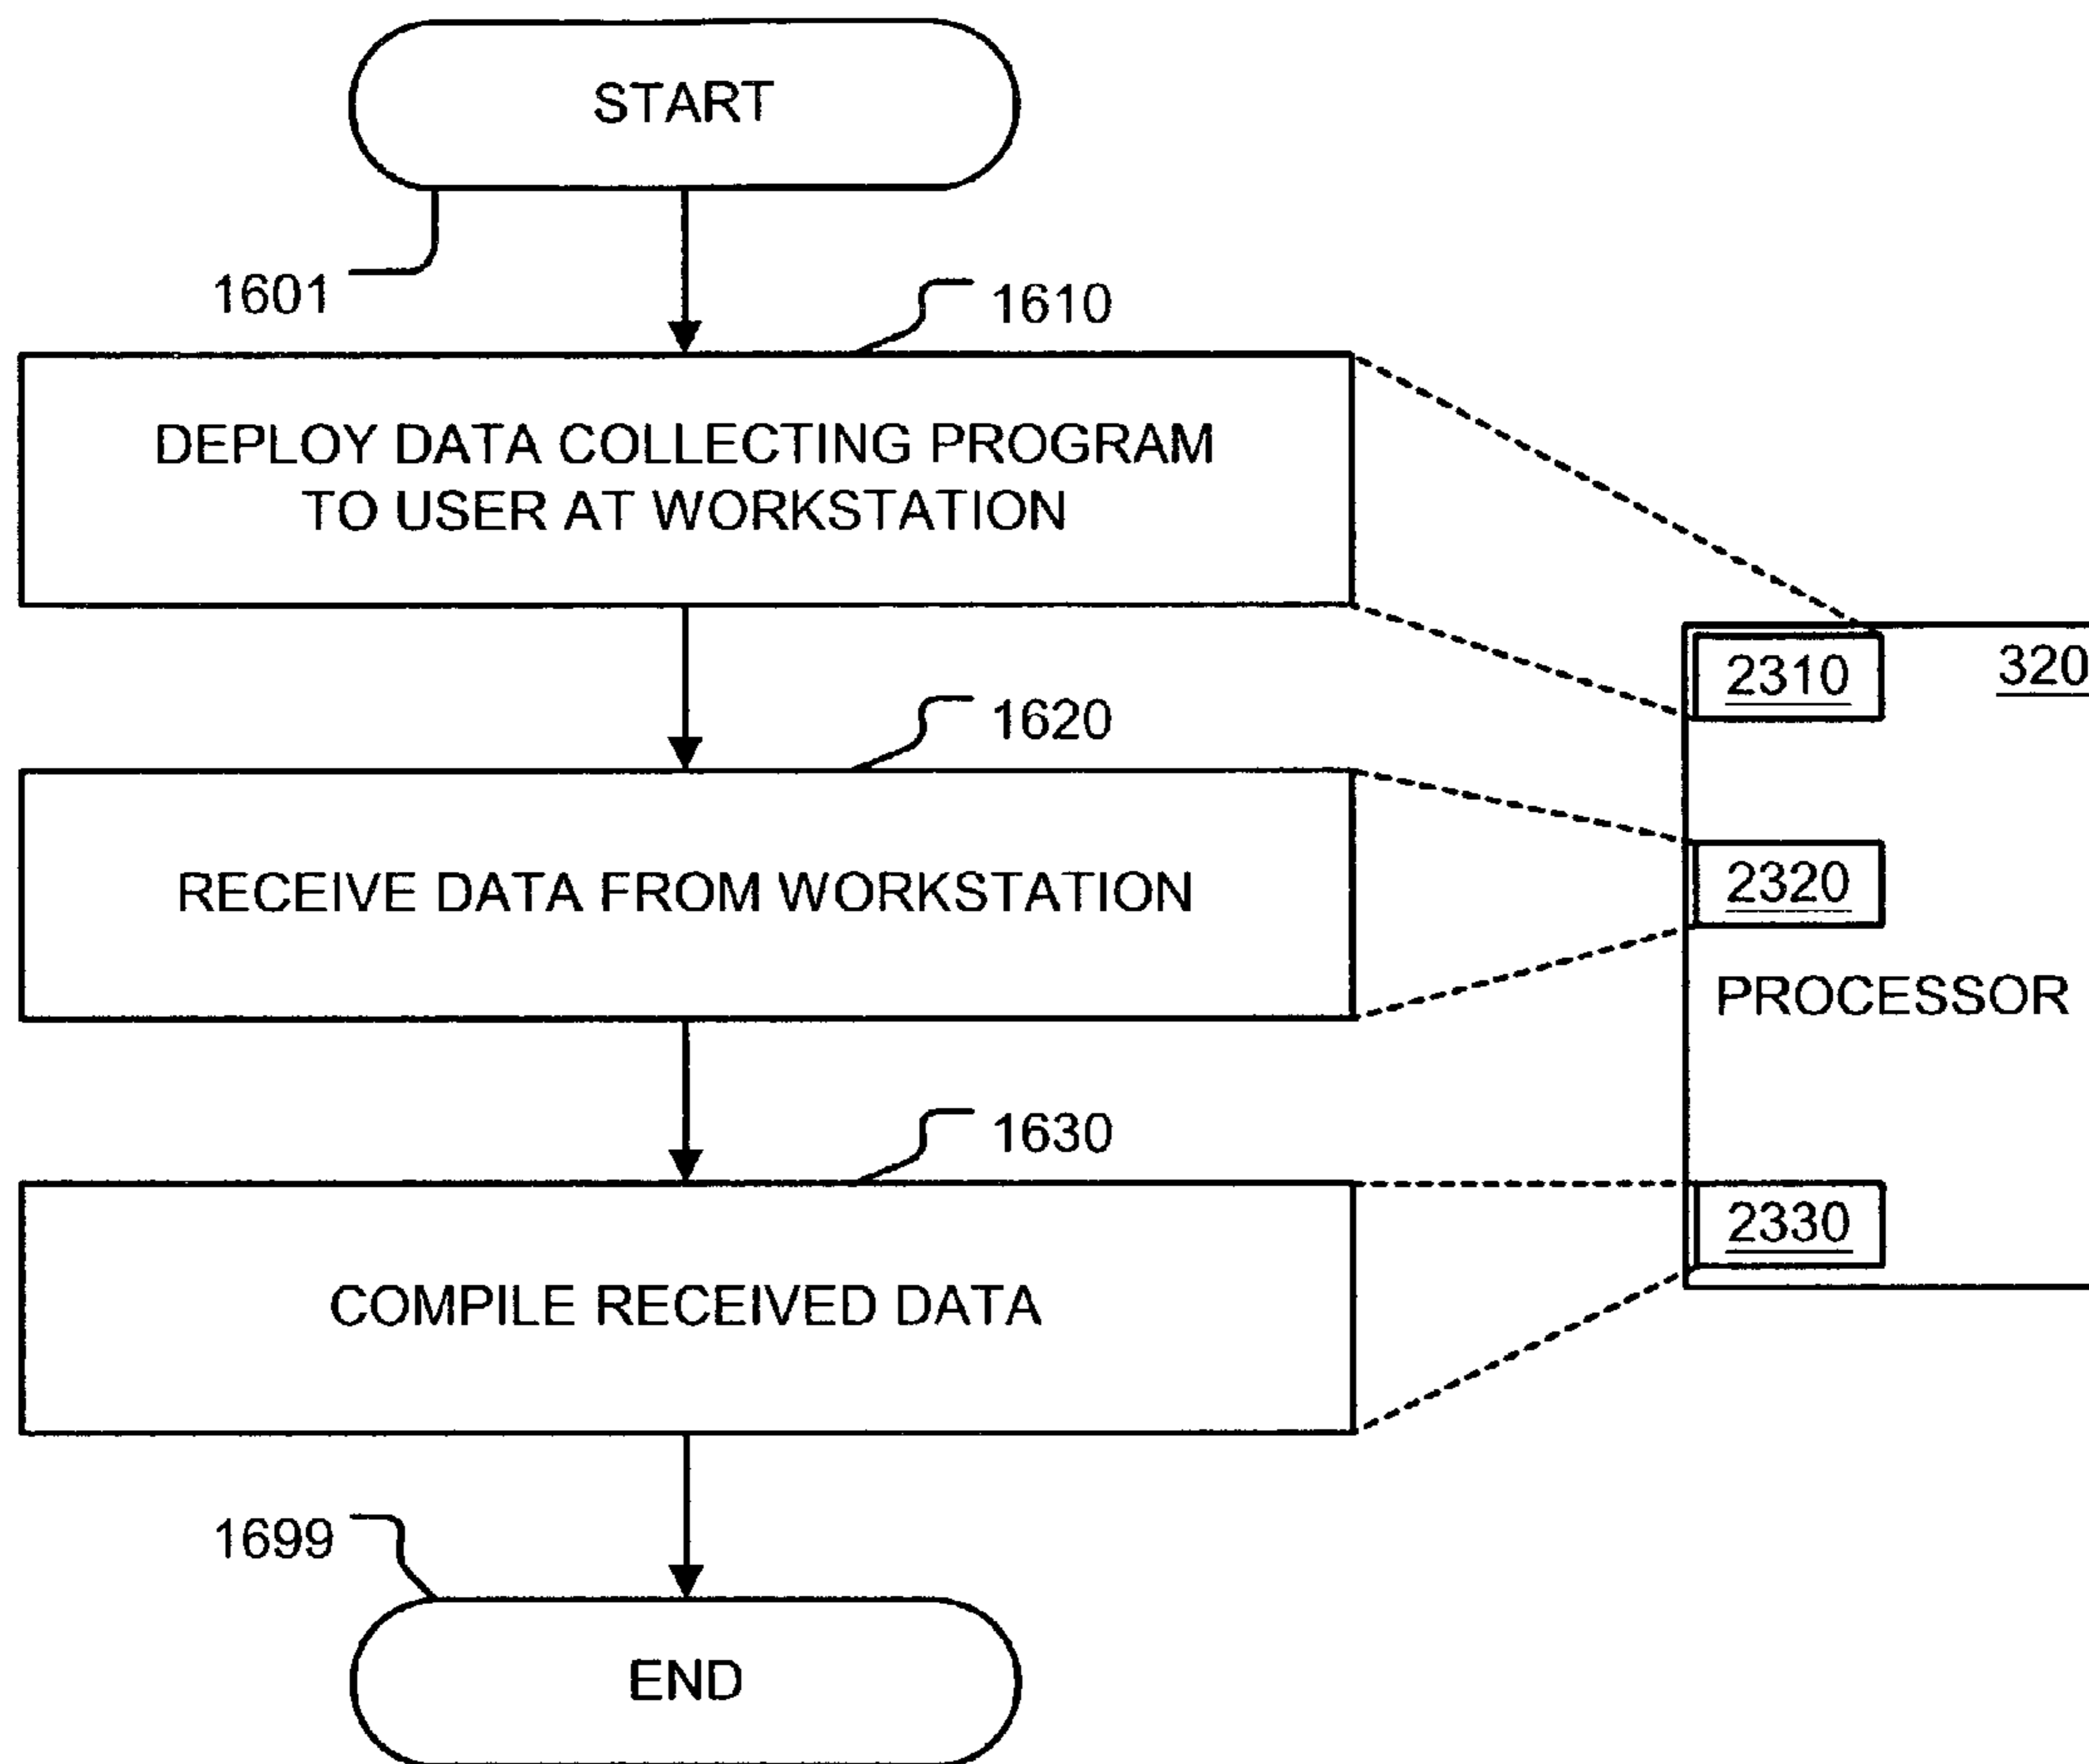 START
1601
1610
DEPLOY DATA COLLECTING PROGRAM
TO USER AT WORKSTATION
2310
320
1620
RECEIVE DATA FROM WORKSTATION
2320
PROCESSOR
1630
COMPILE RECEIVED DATA
2330
1699
END